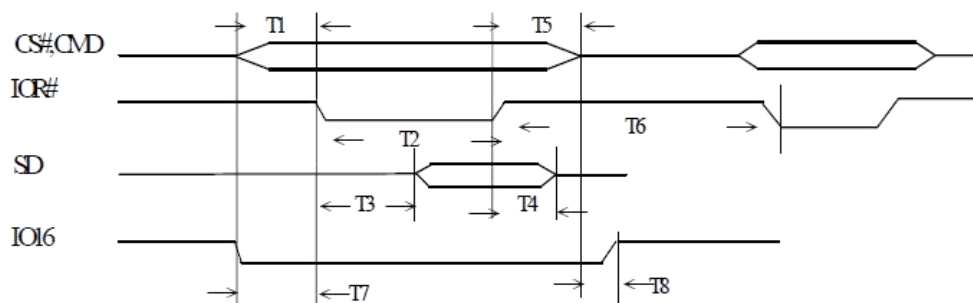 T1 T5
CS#,CMD
IOR#
T2 T6
SD
T3 T4
IO16
T7 T8